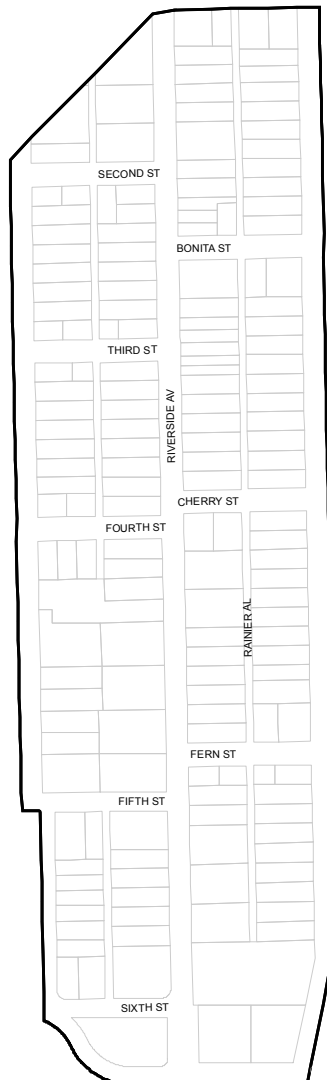 SECOND ST
BONITA ST
THIRD ST
RIVERSIDE AV
CHERRY ST
FOURTH ST
RAINIER AL
FERN ST
FIFTH ST
SIXTH ST